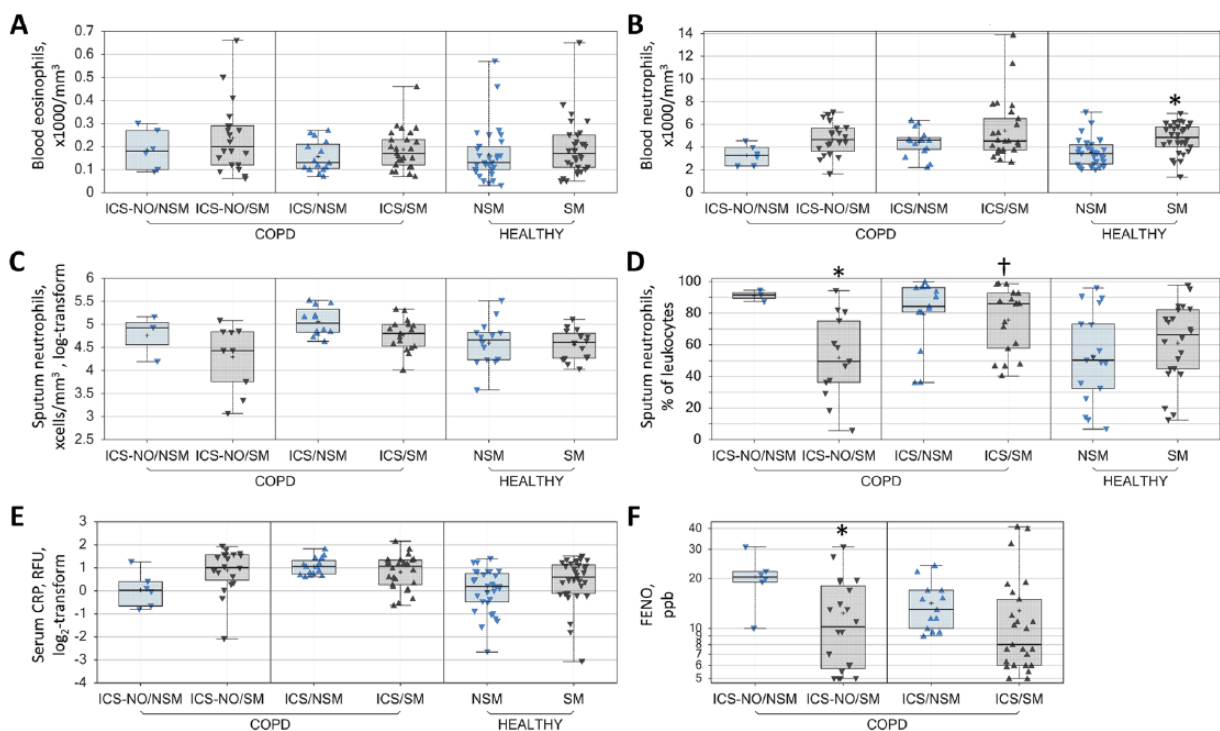 A
Blood eosinophils,
x1000/mm³
0.7
0.6
0.5
0.4
0.3
0.2
0.1
0
ICS-NO/NSM ICS-NO/SM ICS/NSM ICS/SM NSM SM
COPD HEALTHY
B
Blood neutrophils,
x1000/mm³
14
12
10
8
6
4
2
0
*
ICS-NO/NSM ICS-NO/SM ICS/NSM ICS/SM NSM SM
COPD HEALTHY
C
Sputum neutrophils,
xcells/mm³, log-transform
6
5.5
5
4.5
4
3.5
3
2.5
ICS-NO/NSM ICS-NO/SM ICS/NSM ICS/SM NSM SM
COPD HEALTHY
D
Sputum neutrophils,
% of leukocytes
100
80
60
40
20
0
* †
ICS-NO/NSM ICS-NO/SM ICS/NSM ICS/SM NSM SM
COPD HEALTHY
E
Serum CRP, RFU,
log₂-transform
3
2
1
0
-1
-2
-3
-4
ICS-NO/NSM ICS-NO/SM ICS/NSM ICS/SM NSM SM
COPD HEALTHY
F
FENO,
ppb
40
30
20
10
9
8
7
6
5
*
ICS-NO/NSM ICS-NO/SM ICS/NSM ICS/SM
COPD